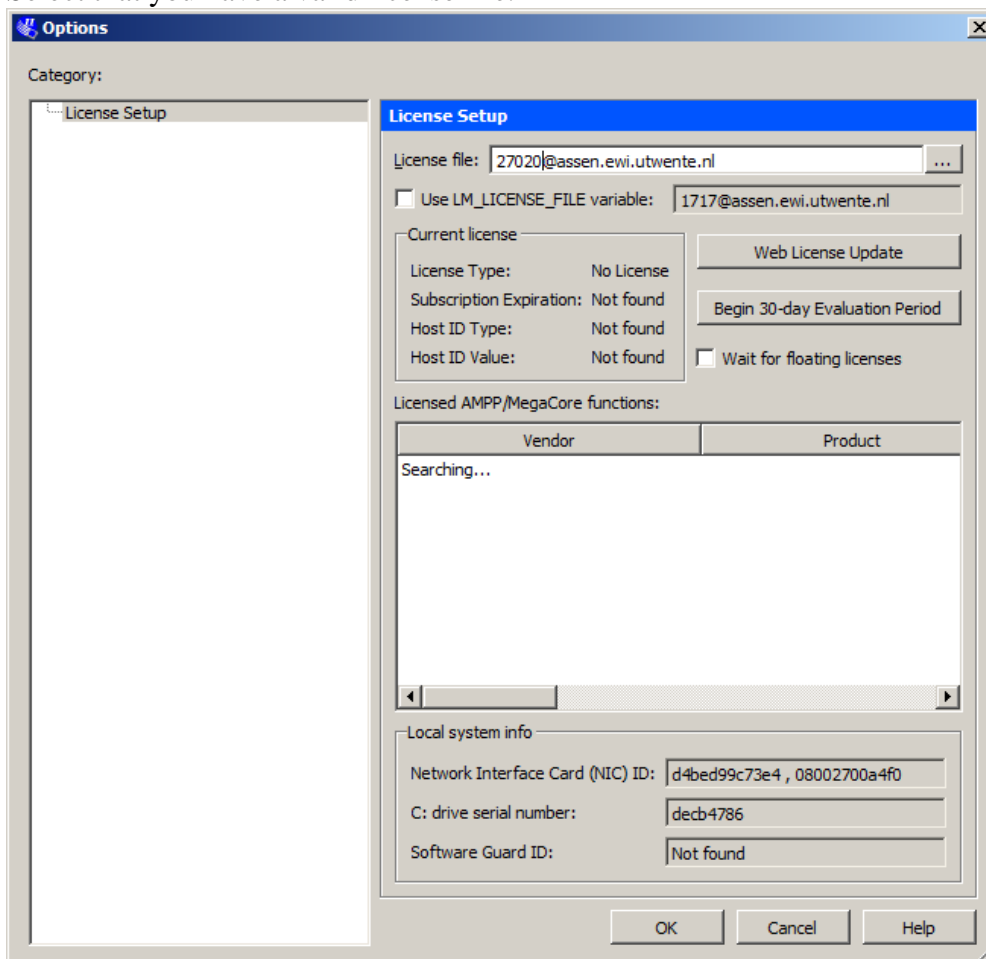 Options
Category:
License Setup
License Setup
License file: 27020@assen.ewi.utwente.nl ...
Use LM_LICENSE_FILE variable: 1717@assen.ewi.utwente.nl
Current license
License Type: No License
Subscription Expiration: Not found
Host ID Type: Not found
Host ID Value: Not found
Web License Update
Begin 30-day Evaluation Period
Wait for floating licenses
Licensed AMPP/MegaCore functions:
Vendor Product
Searching...
Local system info
Network Interface Card (NIC) ID: d4bed99c73e4 , 08002700a4f0
C: drive serial number: decb4786
Software Guard ID: Not found
OK Cancel Help